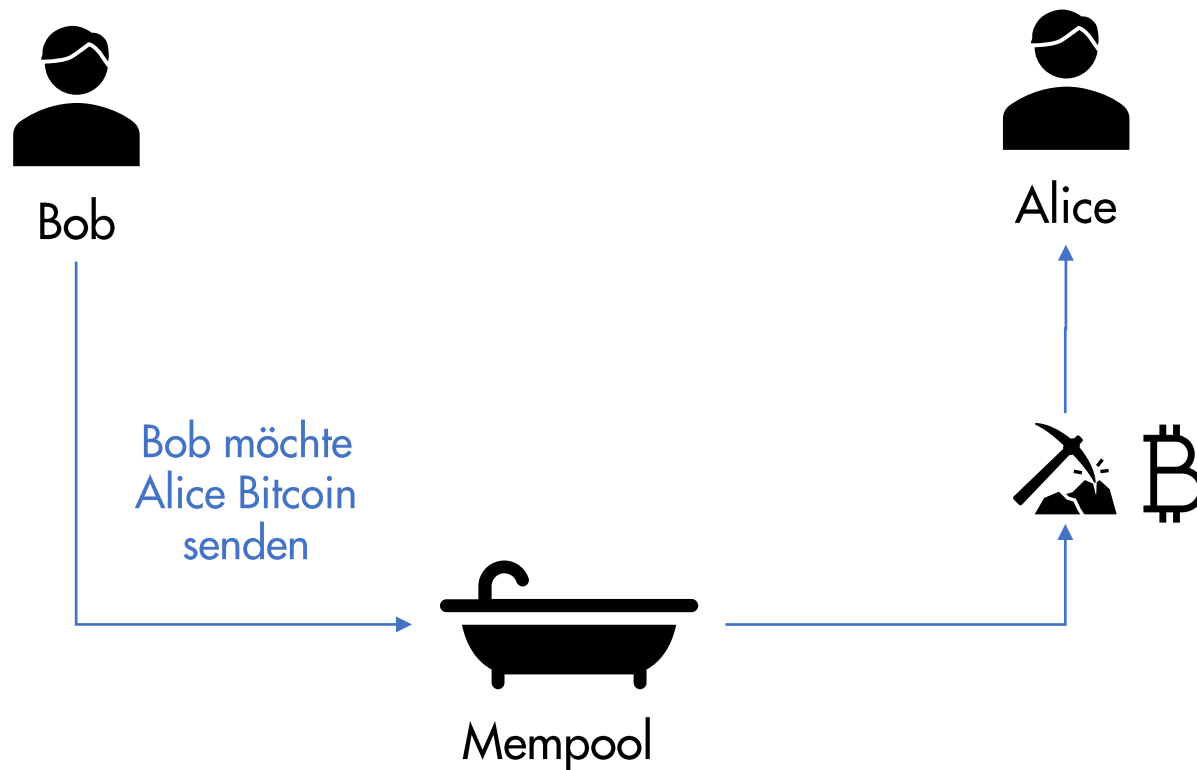 Bob
Alice
Bob möchte
Alice Bitcoin
senden
Mempool